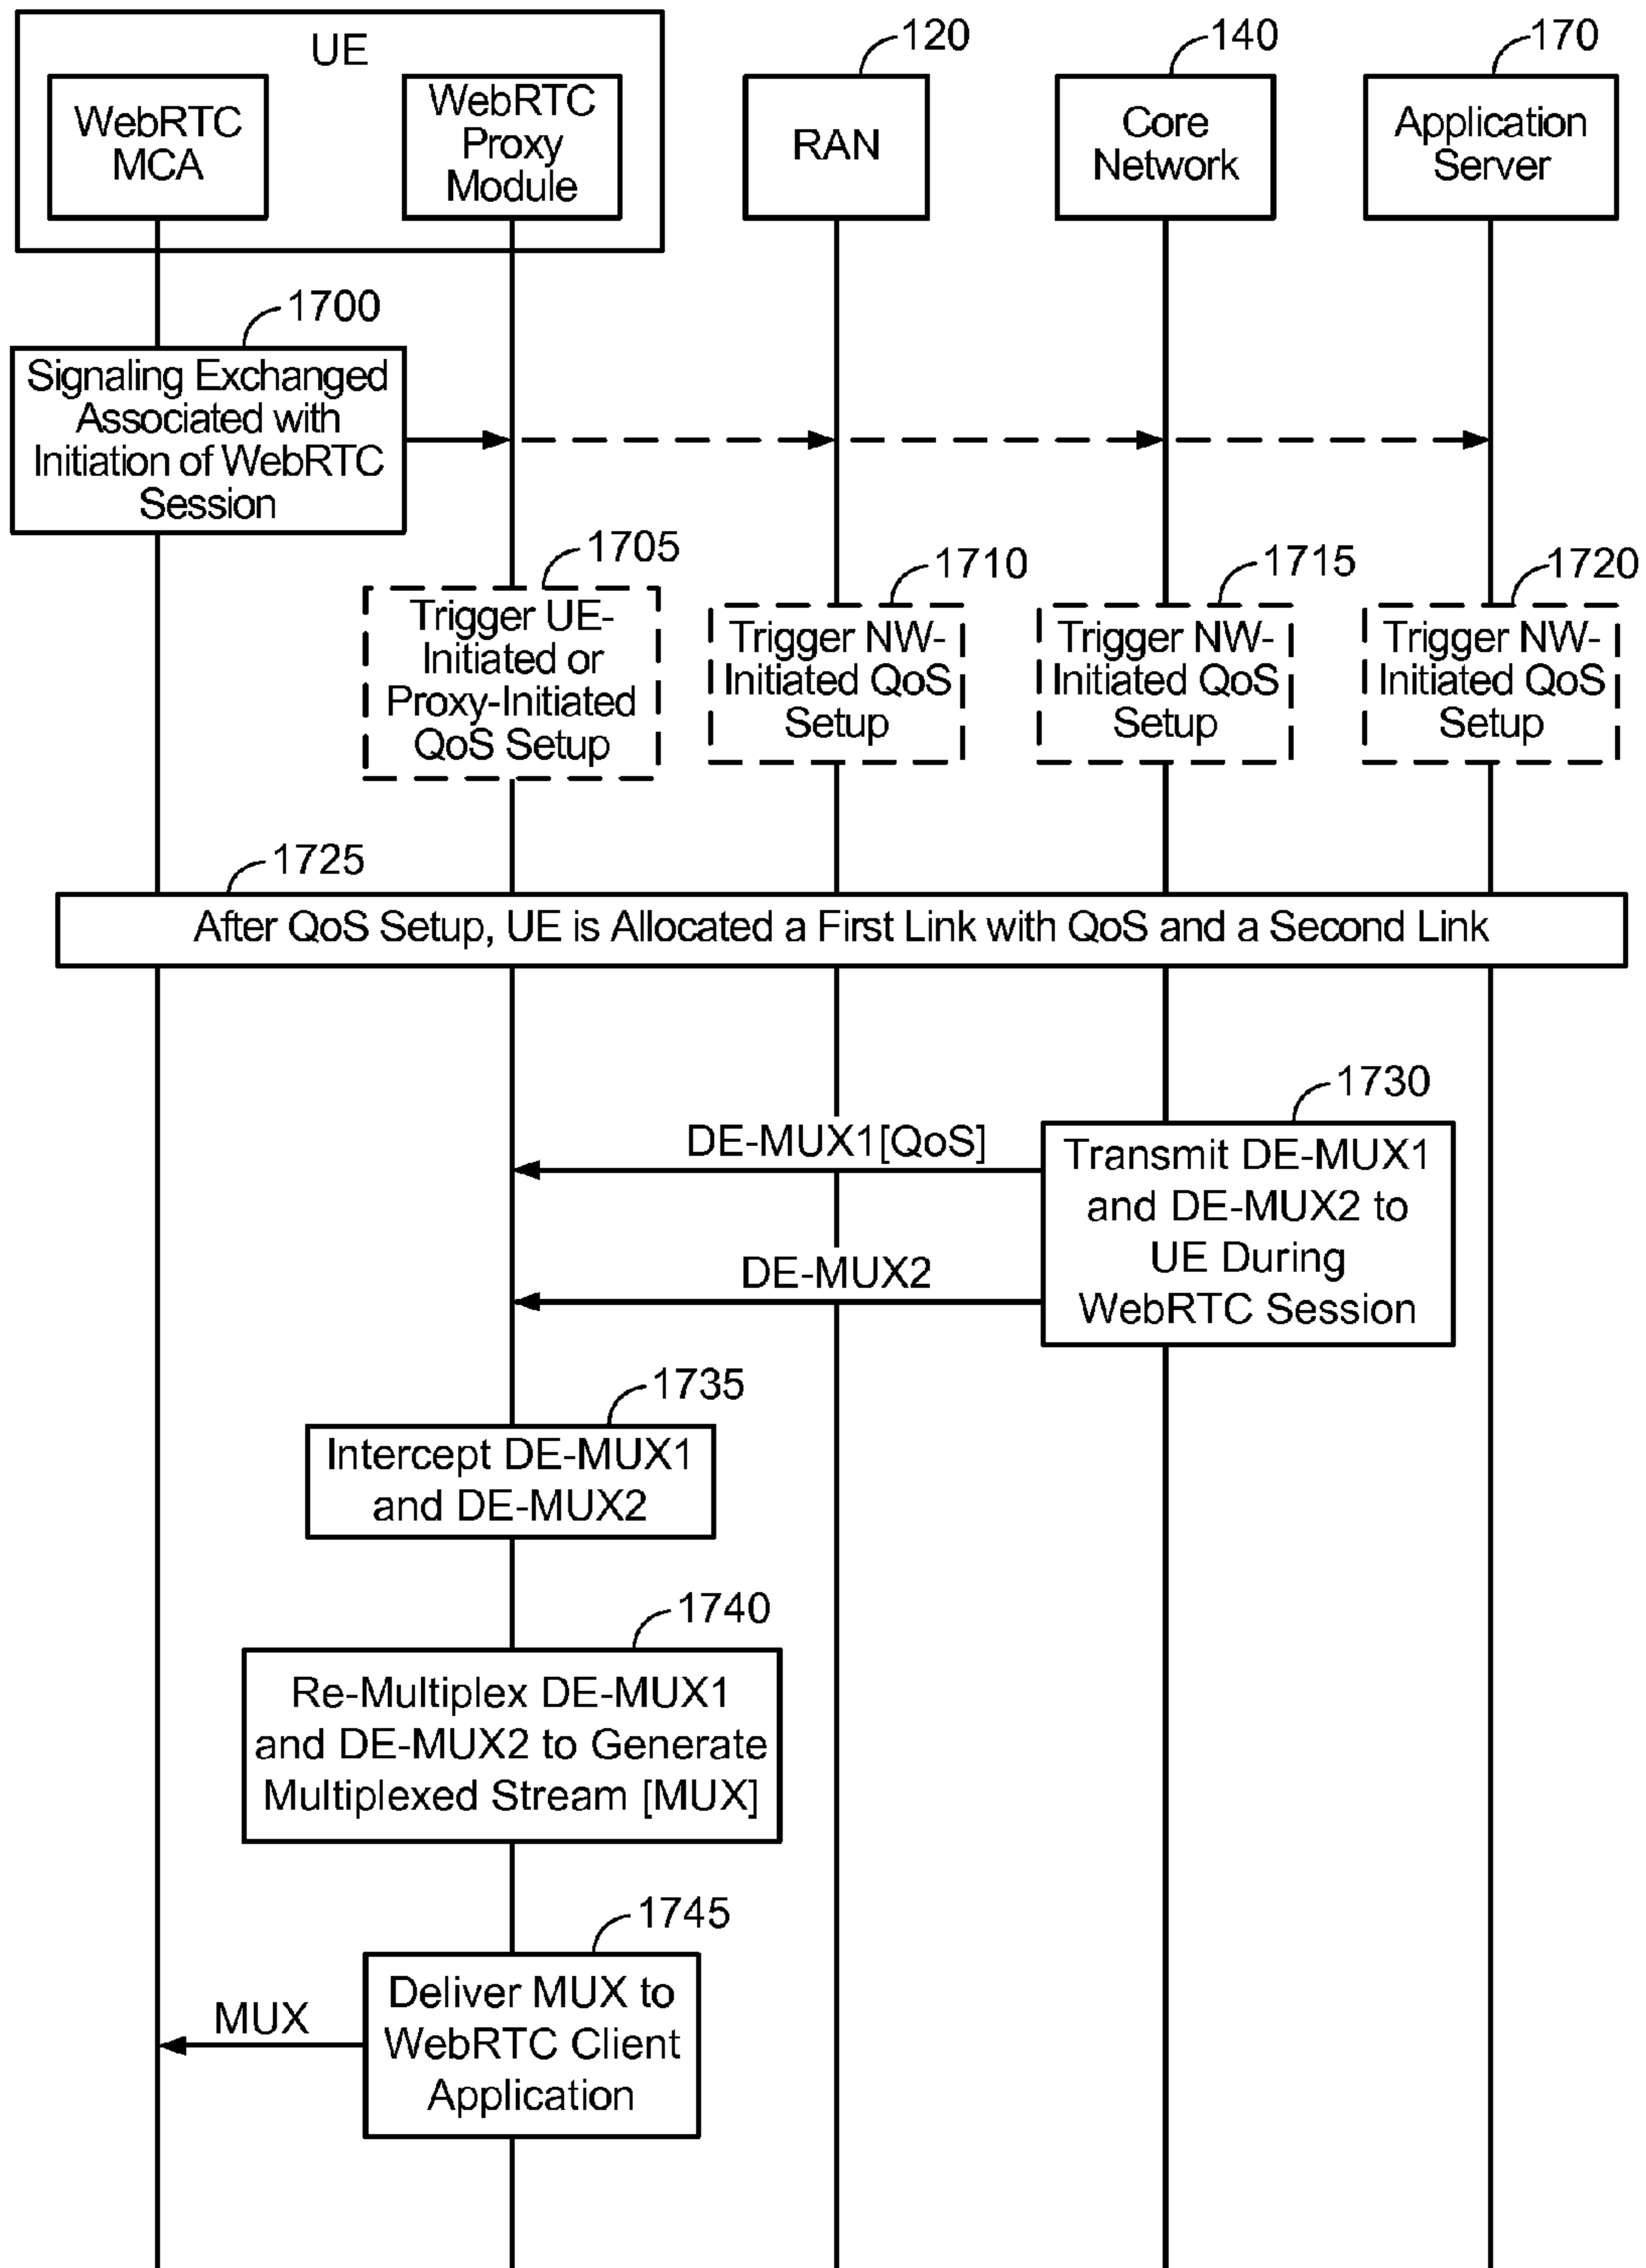 UE
120
140
170
WebRTC
MCA
WebRTC
Proxy
Module
RAN
Core
Network
Application
Server
1700
Signaling Exchanged
Associated with
Initiation of WebRTC
Session
1705
Trigger UE-
Initiated or
Proxy-Initiated
QoS Setup
1710
Trigger NW-
Initiated QoS
Setup
1715
Trigger NW-
Initiated QoS
Setup
1720
Trigger NW-
Initiated QoS
Setup
1725
After QoS Setup, UE is Allocated a First Link with QoS and a Second Link
1730
Transmit DE-MUX1
and DE-MUX2 to
UE During
WebRTC Session
DE-MUX1[QoS]
DE-MUX2
1735
Intercept DE-MUX1
and DE-MUX2
1740
Re-Multiplex DE-MUX1
and DE-MUX2 to Generate
Multiplexed Stream [MUX]
1745
Deliver MUX to
WebRTC Client
Application
MUX